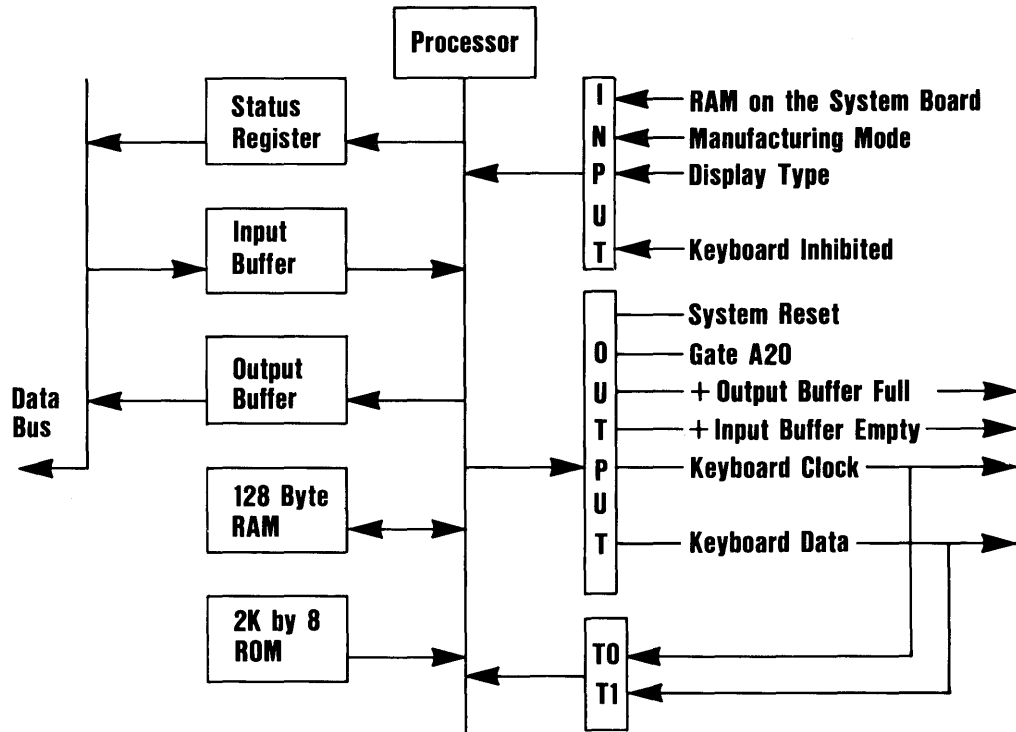 Processor
Status
Register
Input
Buffer
Output
Buffer
Data
Bus
128 Byte
RAM
2K by 8
ROM
INPUT
RAM on the System Board
Manufacturing Mode
Display Type
Keyboard Inhibited
OUTPUT
System Reset
Gate A20
+ Output Buffer Full
+ Input Buffer Empty
Keyboard Clock
Keyboard Data
T0
T1